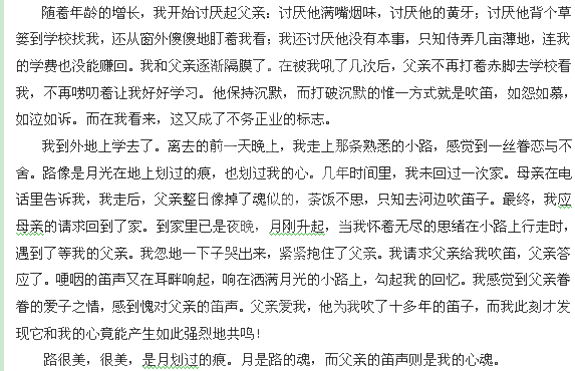 随着年龄的增长，我开始讨厌起父亲：讨厌他满嘴烟味，讨厌他的黄牙；讨厌他背个草
篓到学校找我，还从窗外傻傻地盯着我看；我还讨厌他没有本事，只知侍弄几亩薄地，连我
的学费也没能赚回。我和父亲逐渐隔膜了。在被我吼了几次后，父亲不再打着赤脚去学校看
我，不再唠叨着让我好好学习。他保持沉默，而打破沉默的惟一方式就是吹笛，如怨如慕，
如泣如诉。而在我看来，这又成了不务正业的标志。
我到外地上学去了。离去的前一天晚上，我走上那条熟悉的小路，感觉到一丝眷恋与不
舍。路像是月光在地上划过的痕，也划过我的心。几年时间里，我未回过一次家。母亲在电
话里告诉我，我走后，父亲整日像掉了魂似的，茶饭不思，只知去河边吹笛子。最终，我应
母亲的请求回到了家。到家里已是夜晚，月刚升起，当我怀着无尽的思绪在小路上行走时，
遇到了等我的父亲。我忽地一下子哭出来，紧紧抱住了父亲。我请求父亲给我吹笛，父亲答
应了。哽咽的笛声又在耳畔响起，响在洒满月光的小路上，勾起我的回忆。我感觉到父亲眷
眷的爱子之情，感到愧对父亲的笛声。父亲爱我，他为我吹了十多年的笛子，而我此刻才发
现它和我的心竟能产生如此强烈地共鸣！
路很美，很美，是月划过的痕。月是路的魂，而父亲的笛声则是我的心魂。